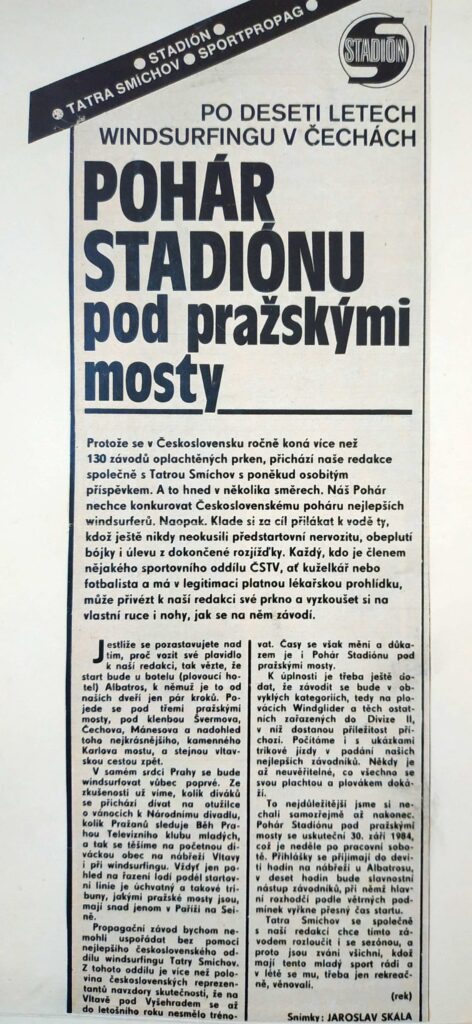 STADIÓN
TATRA SMÍCHOV ● SPORTPROPAG
STADIÓN
PO DESETI LETECH
WINDSURFINGU V ČECHÁCH
POHÁR
STADIÓNU
pod pražskými
mosty
Protože se v Československu ročně koná více než
130 závodů oplachtěných prken, přichází naše redakce
společně s Tatrou Smíchov s poněkud osobitým
příspěvkem. A to hned v několika směrech. Náš Pohár
nechce konkurovat Československému poháru nejlepších
windsurferů. Naopak. Klade si za cíl přilákat k vodě ty,
kdož ještě nikdy neokusili předstartovní nervozitu, obeplutí
bójky i úlevu z dokončené rozjížďky. Každý, kdo je členem
nějakého sportovního oddílu ČSTV, ať kuželkář nebo
fotbalista a má v legitimaci platnou lékařskou prohlídku,
může přivézt k naší redakci své prkno a vyzkoušet si na
vlastní ruce i nohy, jak se na něm závodí.
Jestliže se pozastavujete nad
tím, proč vozit své plavidlo
k naší redakci, tak vězte, že
start bude u botelu (plovoucí ho-
tel) Albatros, k němuž je to od
našich dveří jen pár kroků. Po-
jede se pod třemi pražskými
mosty, pod klenbou Švermova,
Čechova, Mánesova a nadohled
toho nejkrásnějšího, kamenného
Karlova mostu, a stejnou vltav-
skou cestou zpět.
V samém srdci Prahy se bude
windsurfovat vůbec poprvé. Ze
zkušenosti už víme, kolik diváků
se přichází dívat na otužilce
o vánocích k Národnímu divadlu,
kolik Pražanů sleduje Běh Pra-
hou Televizního klubu mladých,
a tak se těšíme na početnou di-
váckou obec na nábřeží Vltavy
i při windsurfingu. Vždyť jen po-
hled na řazení lodí podél startov-
ní linie je úchvatný a takové tri-
buny, jakými pražské mosty jsou,
mají snad jenom v Paříži na Sei-
ně.
Propagační závod bychom ne-
mohli uspořádat bez pomoci
nejlepšího československého od-
dílu windsurfingu Tatry Smíchov.
Z tohoto oddílu je více než polo-
vina československých reprezen-
tantů navzdory skutečnosti, že na
Vltavě pod Vyšehradem se až
do letošního roku nesmělo tréno-
vat. Časy se však mění a důka-
zem je i Pohár Stadiónu pod
pražskými mosty.
K úplnosti je třeba ještě do-
dat, že závodit se bude v ob-
vyklých kategoriích, tedy na plo-
vácích Windglider a těch ostat-
ních zařazených do Divize II,
v níž dostanou příležitost pří-
chozí. Počítáme i s ukázkami
trikové jízdy v podání našich
nejlepších závodníků. Někdy je
až neuvěřitelné, co všechno se
svou plachtou a plovákem doká-
ží.
To nejdůležitější jsme si ne-
chali samozřejmě až nakonec.
Pohár Stadiónu pod pražskými
mosty se uskuteční 30. září 1984,
což je neděle po pracovní sobo-
tě. Přihlášky se přijímají do devíti
hodin na nábřeží u Albatrosu,
v deset hodin bude slavnostní
nástup závodníků, při němž hlav-
ní rozhodčí podle větrných pod-
mínek vyřkne přesný čas startu.
Tatra Smíchov se společně
s naší redakcí chce tímto zá-
vodem rozloučit i se sezónou, a
proto jsou zváni všichni, kdož
mají tento mladý sport rádi a
v létě se mu, třeba jen rekreač-
ně, věnovali.
(rek)
Snímky: JAROSLAV SKÁLA